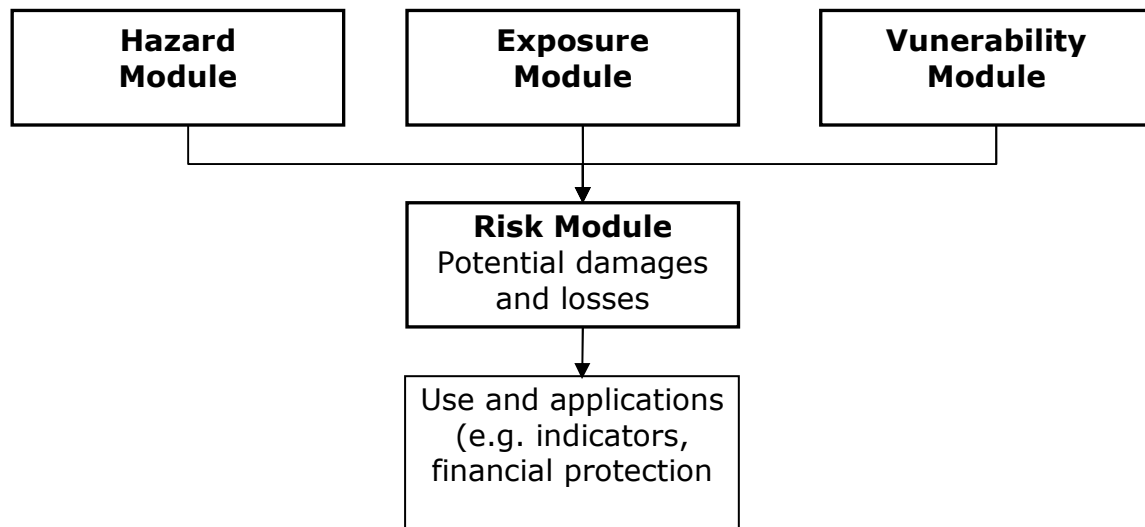 Hazard
Module
Exposure
Module
Vunerability
Module
Risk Module
Potential damages
and losses
Use and applications
(e.g. indicators,
financial protection